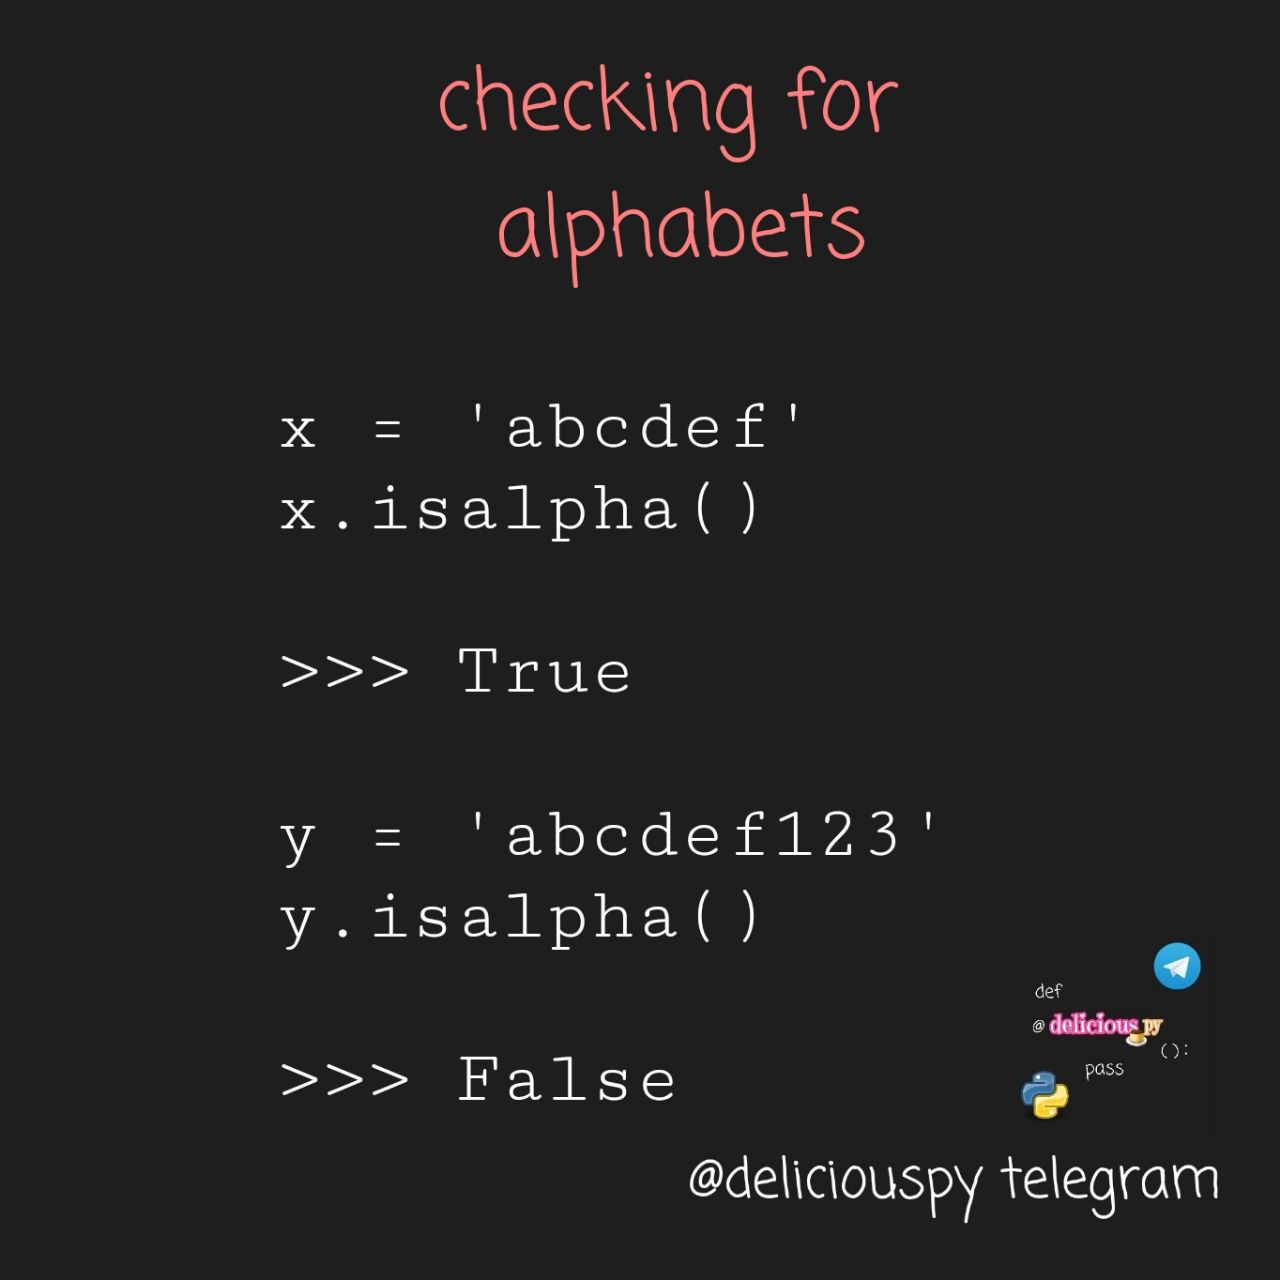 checking for
alphabets
x = 'abcdef'
x.isalpha()
>>> True
y = 'abcdef123'
y.isalpha()
>>> False
def
@ delicious py
():
pass
@deliciouspy telegram